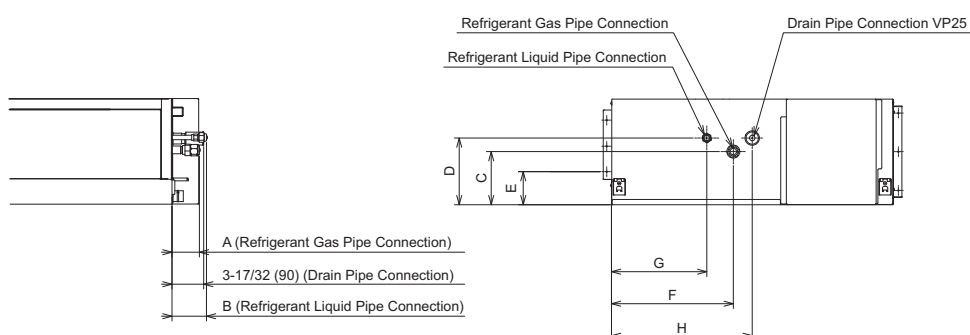 Refrigerant Gas Pipe Connection
Drain Pipe Connection VP25
Refrigerant Liquid Pipe Connection
D
C
E
A (Refrigerant Gas Pipe Connection)
3-17/32 (90) (Drain Pipe Connection)
B (Refrigerant Liquid Pipe Connection)
G
F
H